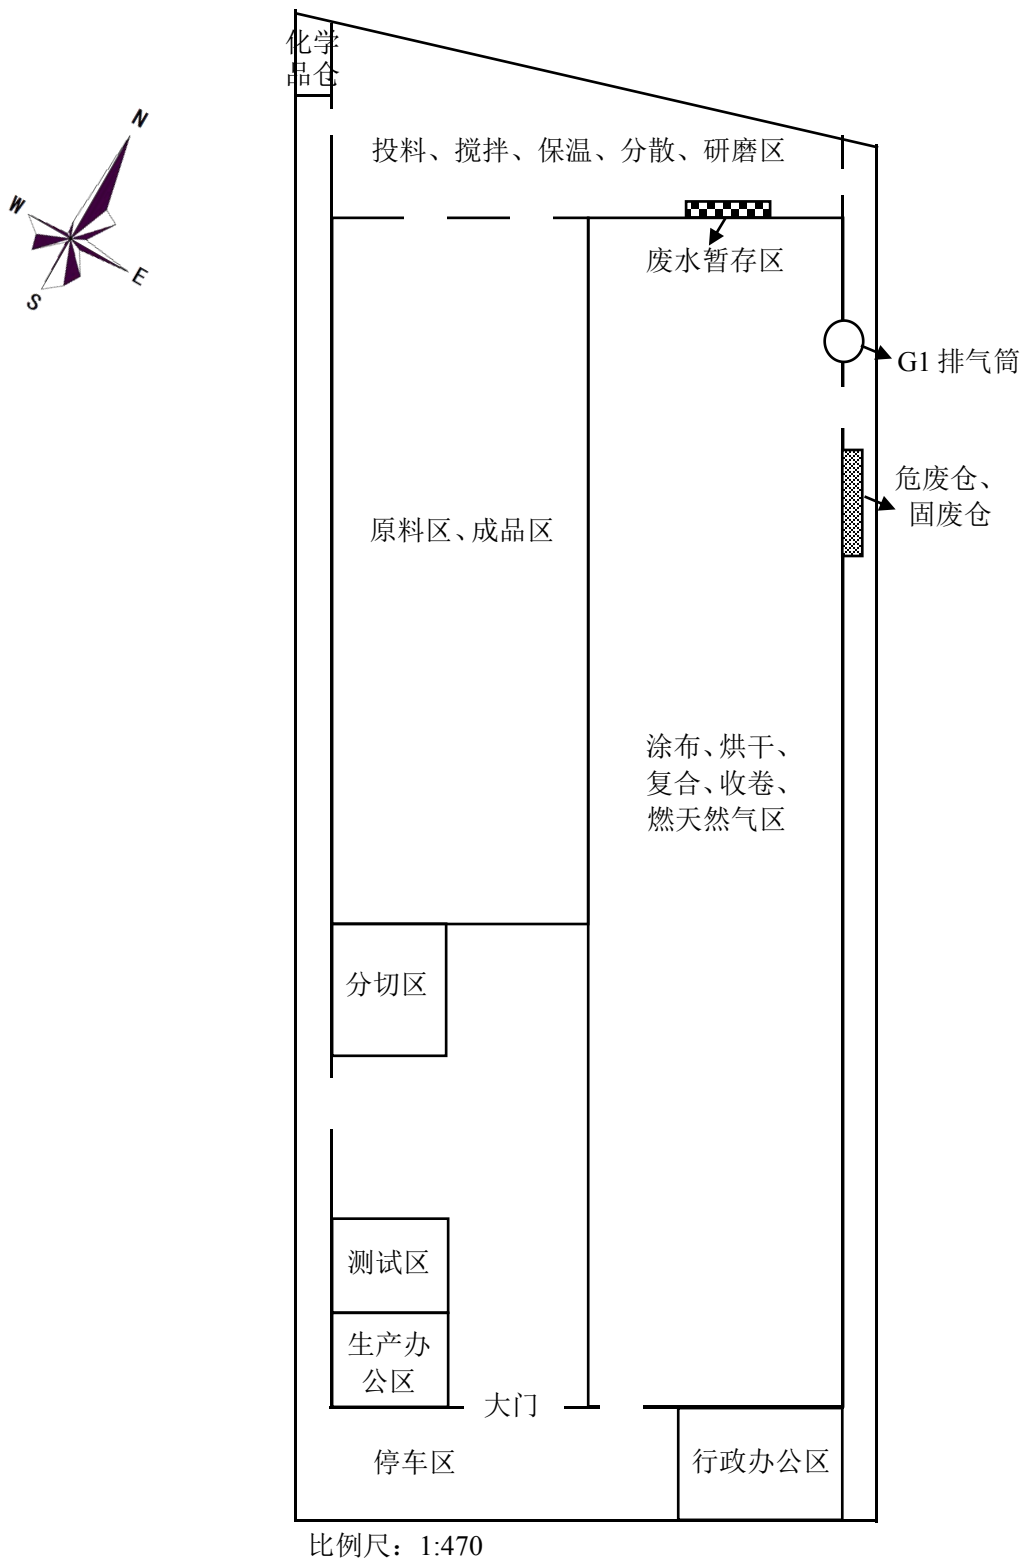 化学
品仓
N
投料、搅拌、保温、分散、研磨区
W
废水暂存区
E
S
G1 排气筒
危废仓、
固废仓
原料区、成品区
涂布、烘干、
复合、收卷、
燃天然气区
分切区
测试区
生产办
公区
大门
停车区
行政办公区
比例尺：1:470